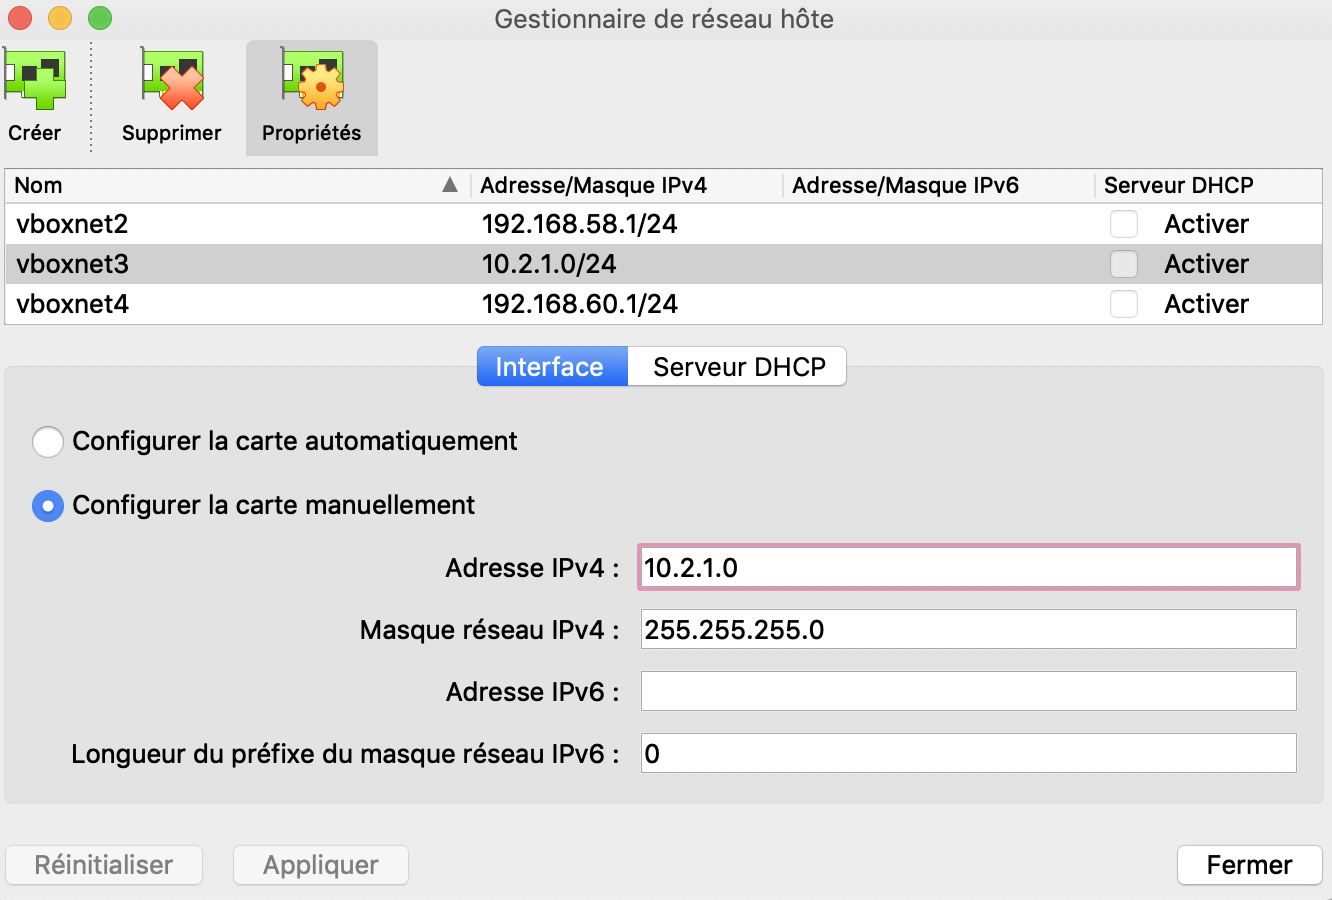 Gestionnaire de réseau hôte
Créer Supprimer Propriétés
Nom Adresse/Masque IPv4 Adresse/Masque IPv6 Serveur DHCP
vboxnet2 192.168.58.1/24 Activer
vboxnet3 10.2.1.0/24 Activer
vboxnet4 192.168.60.1/24 Activer
Interface Serveur DHCP
Configurer la carte automatiquement
Configurer la carte manuellement
Adresse IPv4 : 10.2.1.0
Masque réseau IPv4 : 255.255.255.0
Adresse IPv6 :
Longueur du préfixe du masque réseau IPv6 : 0
Réinitialiser Appliquer Fermer